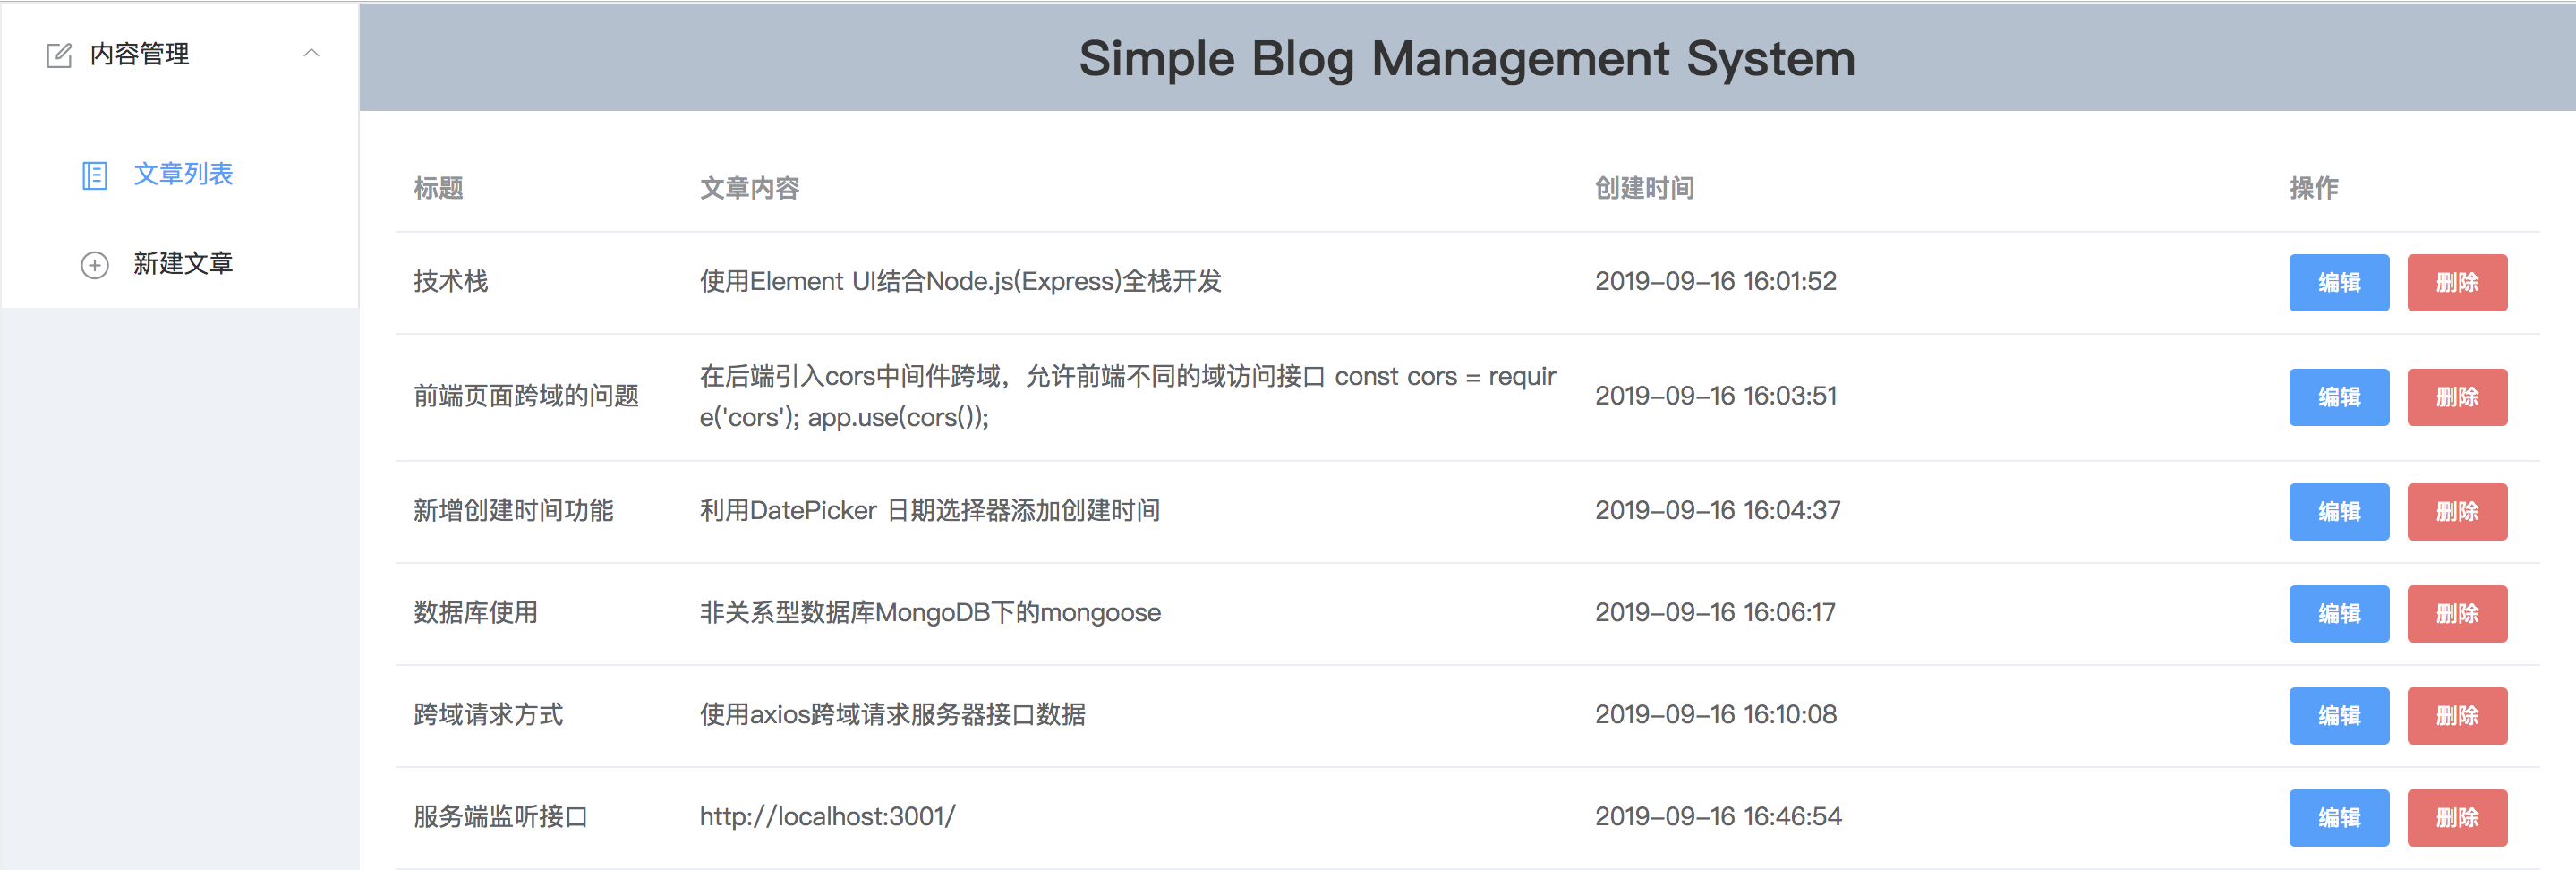 内容管理
文章列表
新建文章
Simple Blog Management System
标题 文章内容 创建时间 操作
技术栈 使用Element UI结合Node.js(Express)全栈开发 2019-09-16 16:01:52 编辑 删除
前端页面跨域的问题 在后端引入cors中间件跨域，允许前端不同的域访问接口 const cors = requir
e('cors'); app.use(cors()); 2019-09-16 16:03:51 编辑 删除
新增创建时间功能 利用DatePicker 日期选择器添加创建时间 2019-09-16 16:04:37 编辑 删除
数据库使用 非关系型数据库MongoDB下的mongoose 2019-09-16 16:06:17 编辑 删除
跨域请求方式 使用axios跨域请求服务器接口数据 2019-09-16 16:10:08 编辑 删除
服务端监听接口 http://localhost:3001/ 2019-09-16 16:46:54 编辑 删除